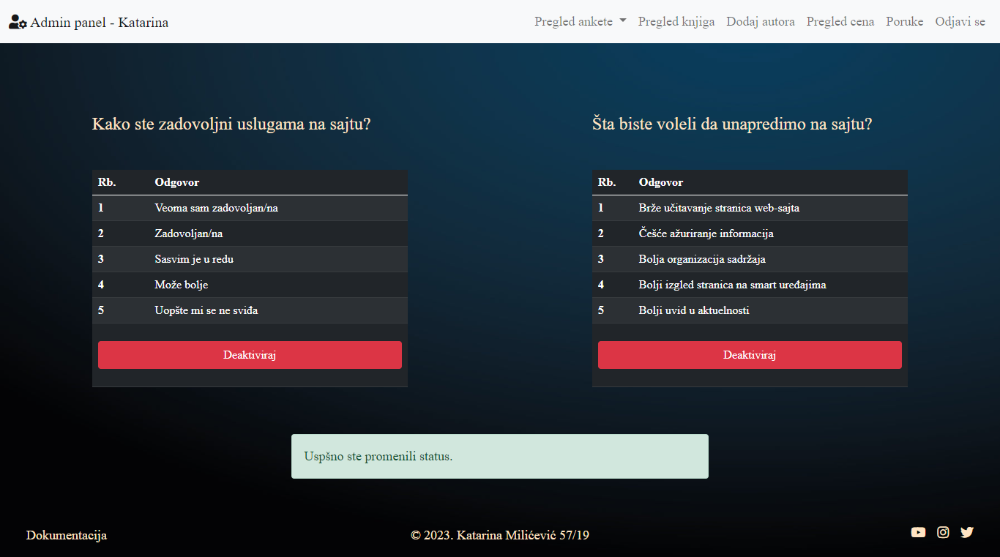 Admin panel - Katarina
Pregled ankete
Pregled knjiga
Dodaj autora
Pregled cena
Poruke
Odjavi se
Kako ste zadovoljni uslugama na sajtu?
Rb. Odgovor
1 Veoma sam zadovoljan/na
2 Zadovoljan/na
3 Sasvim je u redu
4 Može bolje
5 Uopšte mi se ne sviđa
Deaktiviraj
Šta biste voleli da unapredimo na sajtu?
Rb. Odgovor
1 Brže učitavanje stranica web-sajta
2 Češće ažuriranje informacija
3 Bolja organizacija sadržaja
4 Bolji izgled stranica na smart uređajima
5 Bolji uvid u aktuelnosti
Deaktiviraj
Uspšno ste promenili status.
Dokumentacija
© 2023. Katarina Milićević 57/19